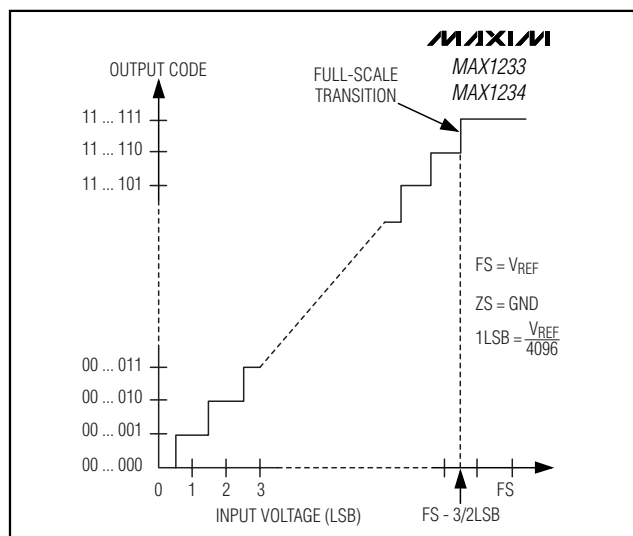 MAXIM
MAX1233
MAX1234
OUTPUT CODE
FULL-SCALE
TRANSITION
11 ... 111
11 ... 110
11 ... 101
FS = VREF
ZS = GND
1LSB = VREF
4096
00 ... 011
00 ... 010
00 ... 001
00 ... 000
0 1 2 3 FS
INPUT VOLTAGE (LSB)
FS - 3/2LSB